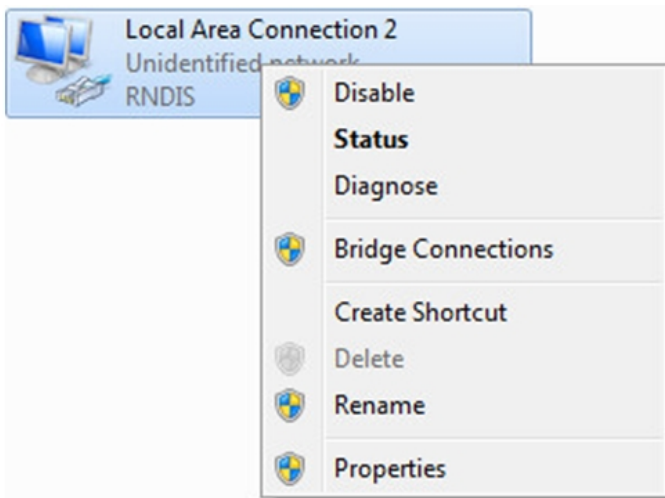 Local Area Connection 2
Unidentified network
RNDIS
Disable
Status
Diagnose
Bridge Connections
Create Shortcut
Delete
Rename
Properties